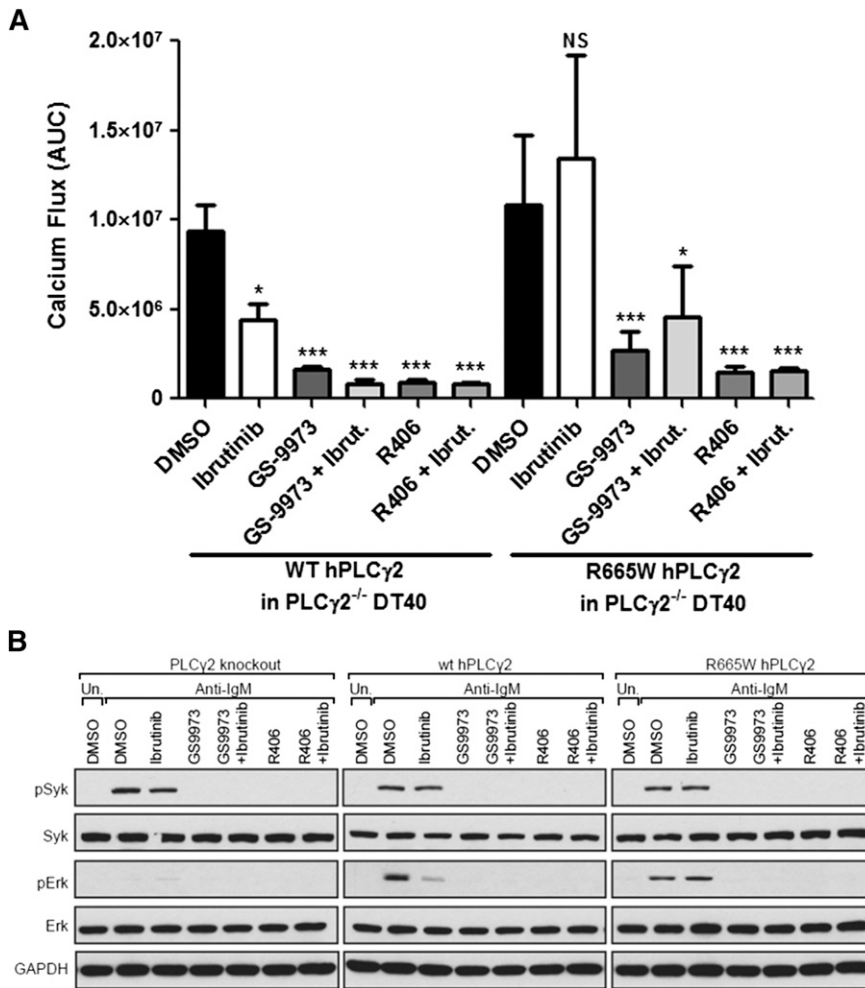 A
Calcium Flux (AUC)
2.0×10⁷
1.5×10⁷
1.0×10⁷
5.0×10⁶
0
* *** *** *** *** NS *** * *** ***
DMSO
Ibrutinib
GS-9973
GS-9973 + Ibrut.
R406
R406 + Ibrut.
DMSO
Ibrutinib
GS-9973
GS-9973 + Ibrut.
R406
R406 + Ibrut.
WT hPLCγ2
in PLCγ2⁻/⁻ DT40
R665W hPLCγ2
in PLCγ2⁻/⁻ DT40
B
PLCγ2 knockout
Un. Anti-IgM
DMSO
DMSO
Ibrutinib
GS9973
GS9973
+Ibrutinib
R406
R406
+Ibrutinib
wt hPLCγ2
Un. Anti-IgM
DMSO
DMSO
Ibrutinib
GS9973
GS9973
+Ibrutinib
R406
R406
+Ibrutinib
R665W hPLCγ2
Un. Anti-IgM
DMSO
DMSO
Ibrutinib
GS9973
GS9973
+Ibrutinib
R406
R406
+Ibrutinib
pSyk
Syk
pErk
Erk
GAPDH